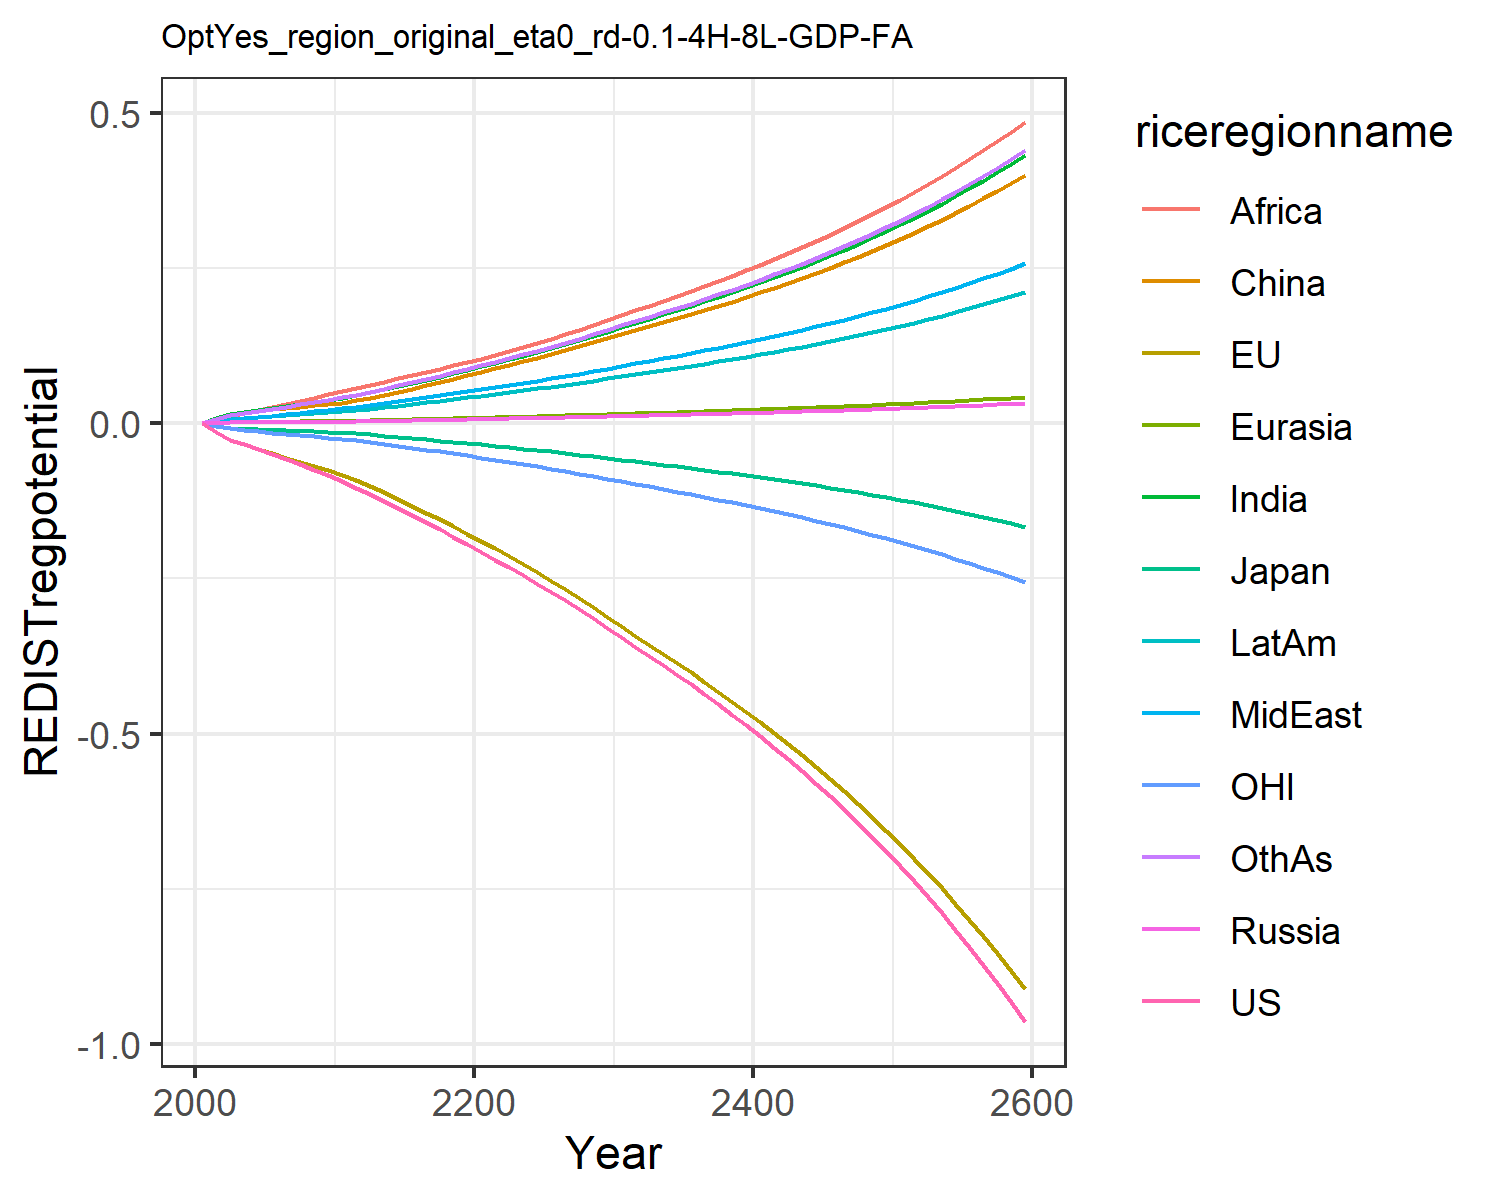 OptYes_region_original_eta0_rd-0.1-4H-8L-GDP-FA
0.5
0.0
-0.5
-1.0
REDISTregpotential
2000 2200 2400 2600
Year
riceregionname
Africa
China
EU
Eurasia
India
Japan
LatAm
MidEast
OHI
OthAs
Russia
US